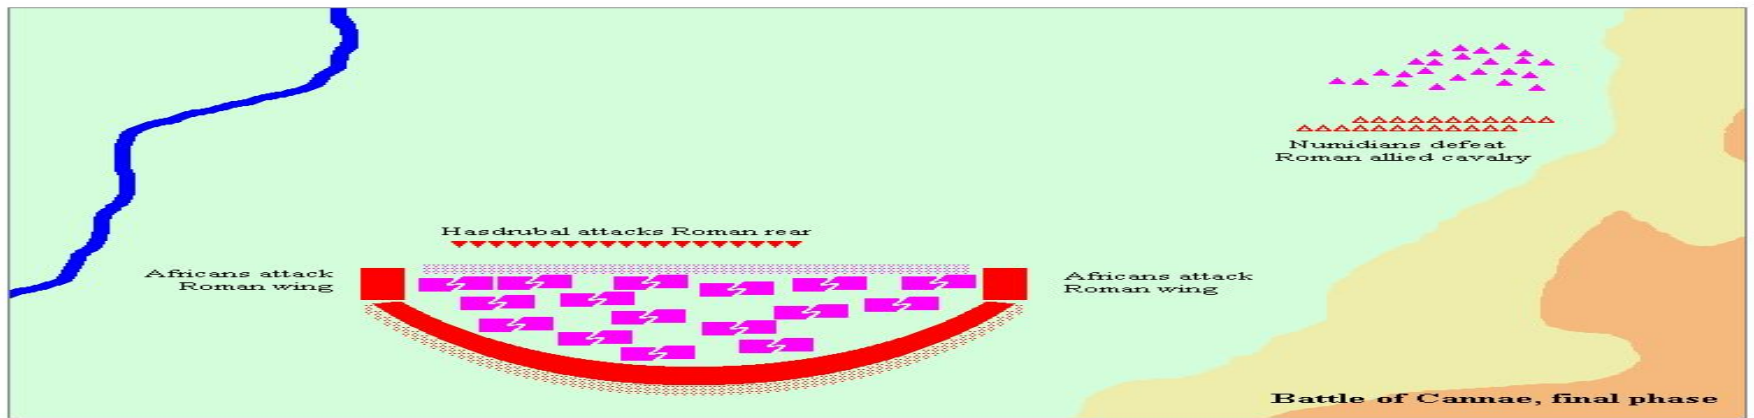 Numidians defeat
Roman allied cavalry
Hasdrubal attacks Roman rear
Africans attack
Roman wing
Africans attack
Roman wing
Battle of Cannae, final phase